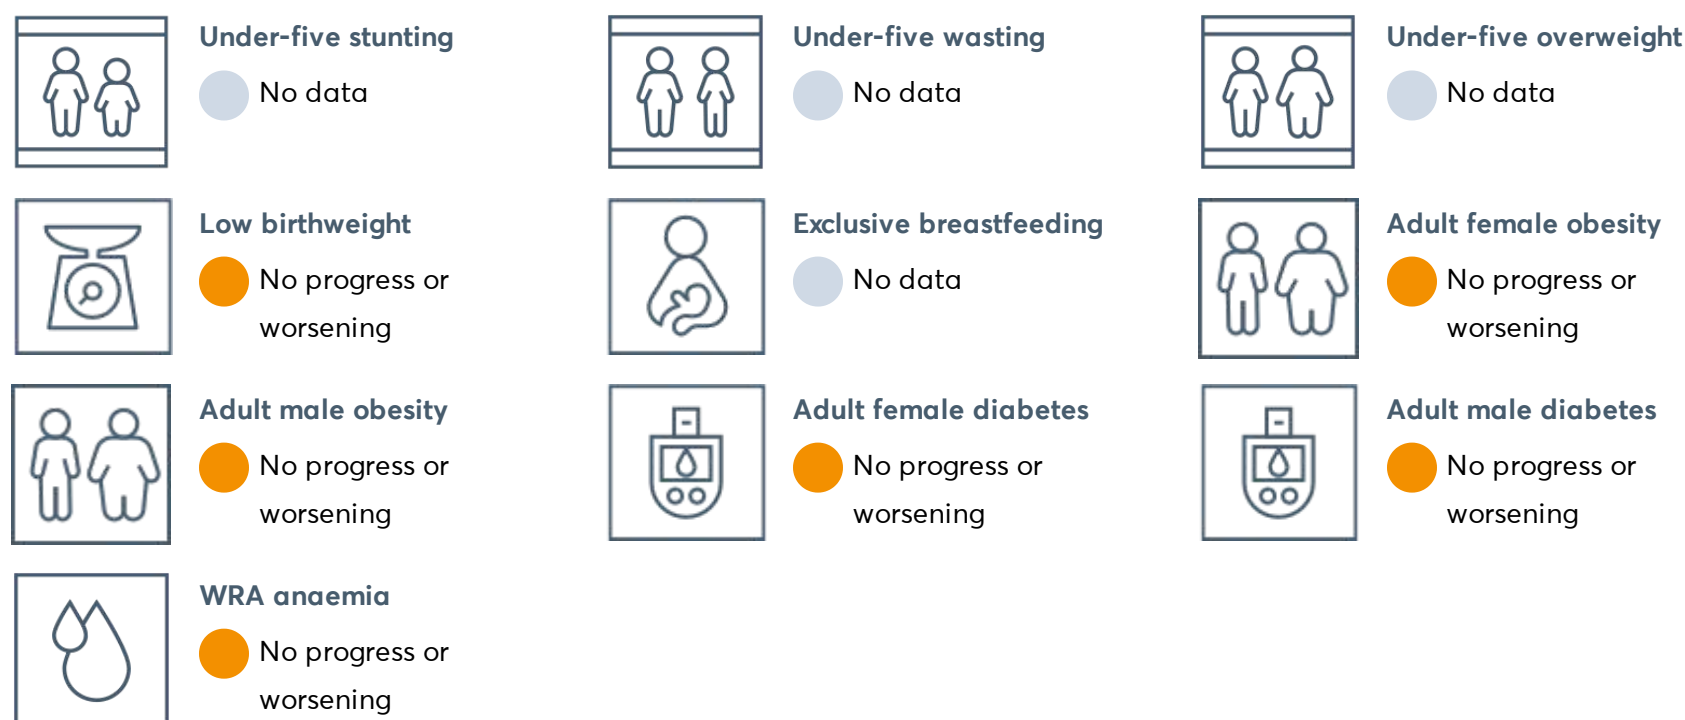 Under-five stunting
No data
Under-five wasting
No data
Under-five overweight
No data
Low birthweight
No progress or
worsening
Exclusive breastfeeding
No data
Adult female obesity
No progress or
worsening
Adult male obesity
No progress or
worsening
Adult female diabetes
No progress or
worsening
Adult male diabetes
No progress or
worsening
WRA anaemia
No progress or
worsening